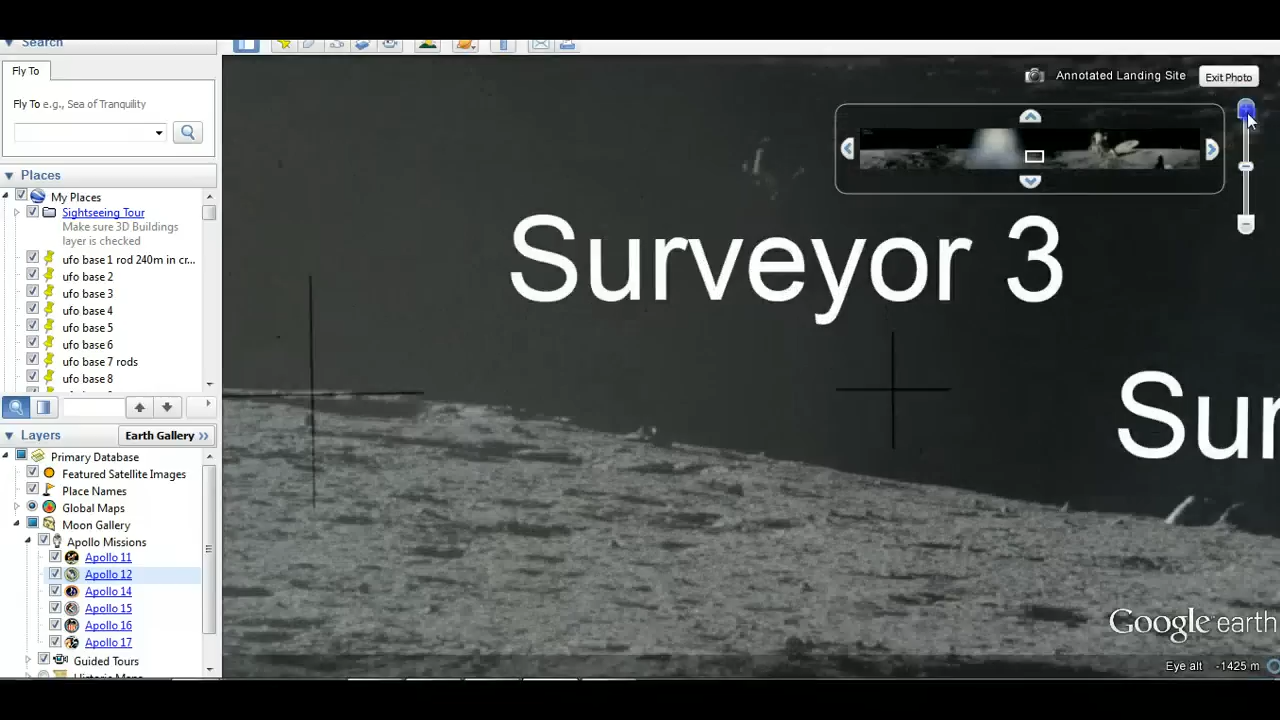 Search
Fly To
Fly To e.g., Sea of Tranquility
Places
My Places
Sightseeing Tour
Make sure 3D Buildings
layer is checked
ufo base 1 rod 240m in cr...
ufo base 2
ufo base 3
ufo base 4
ufo base 5
ufo base 6
ufo base 7 rods
ufo base 8
Layers
Earth Gallery >>
Primary Database
Featured Satellite Images
Place Names
Global Maps
Moon Gallery
Apollo Missions
Apollo 11
Apollo 12
Apollo 14
Apollo 15
Apollo 16
Apollo 17
Guided Tours
Annotated Landing Site
Exit Photo
Surveyor 3
Sur
Google earth
Eye alt -1425 m